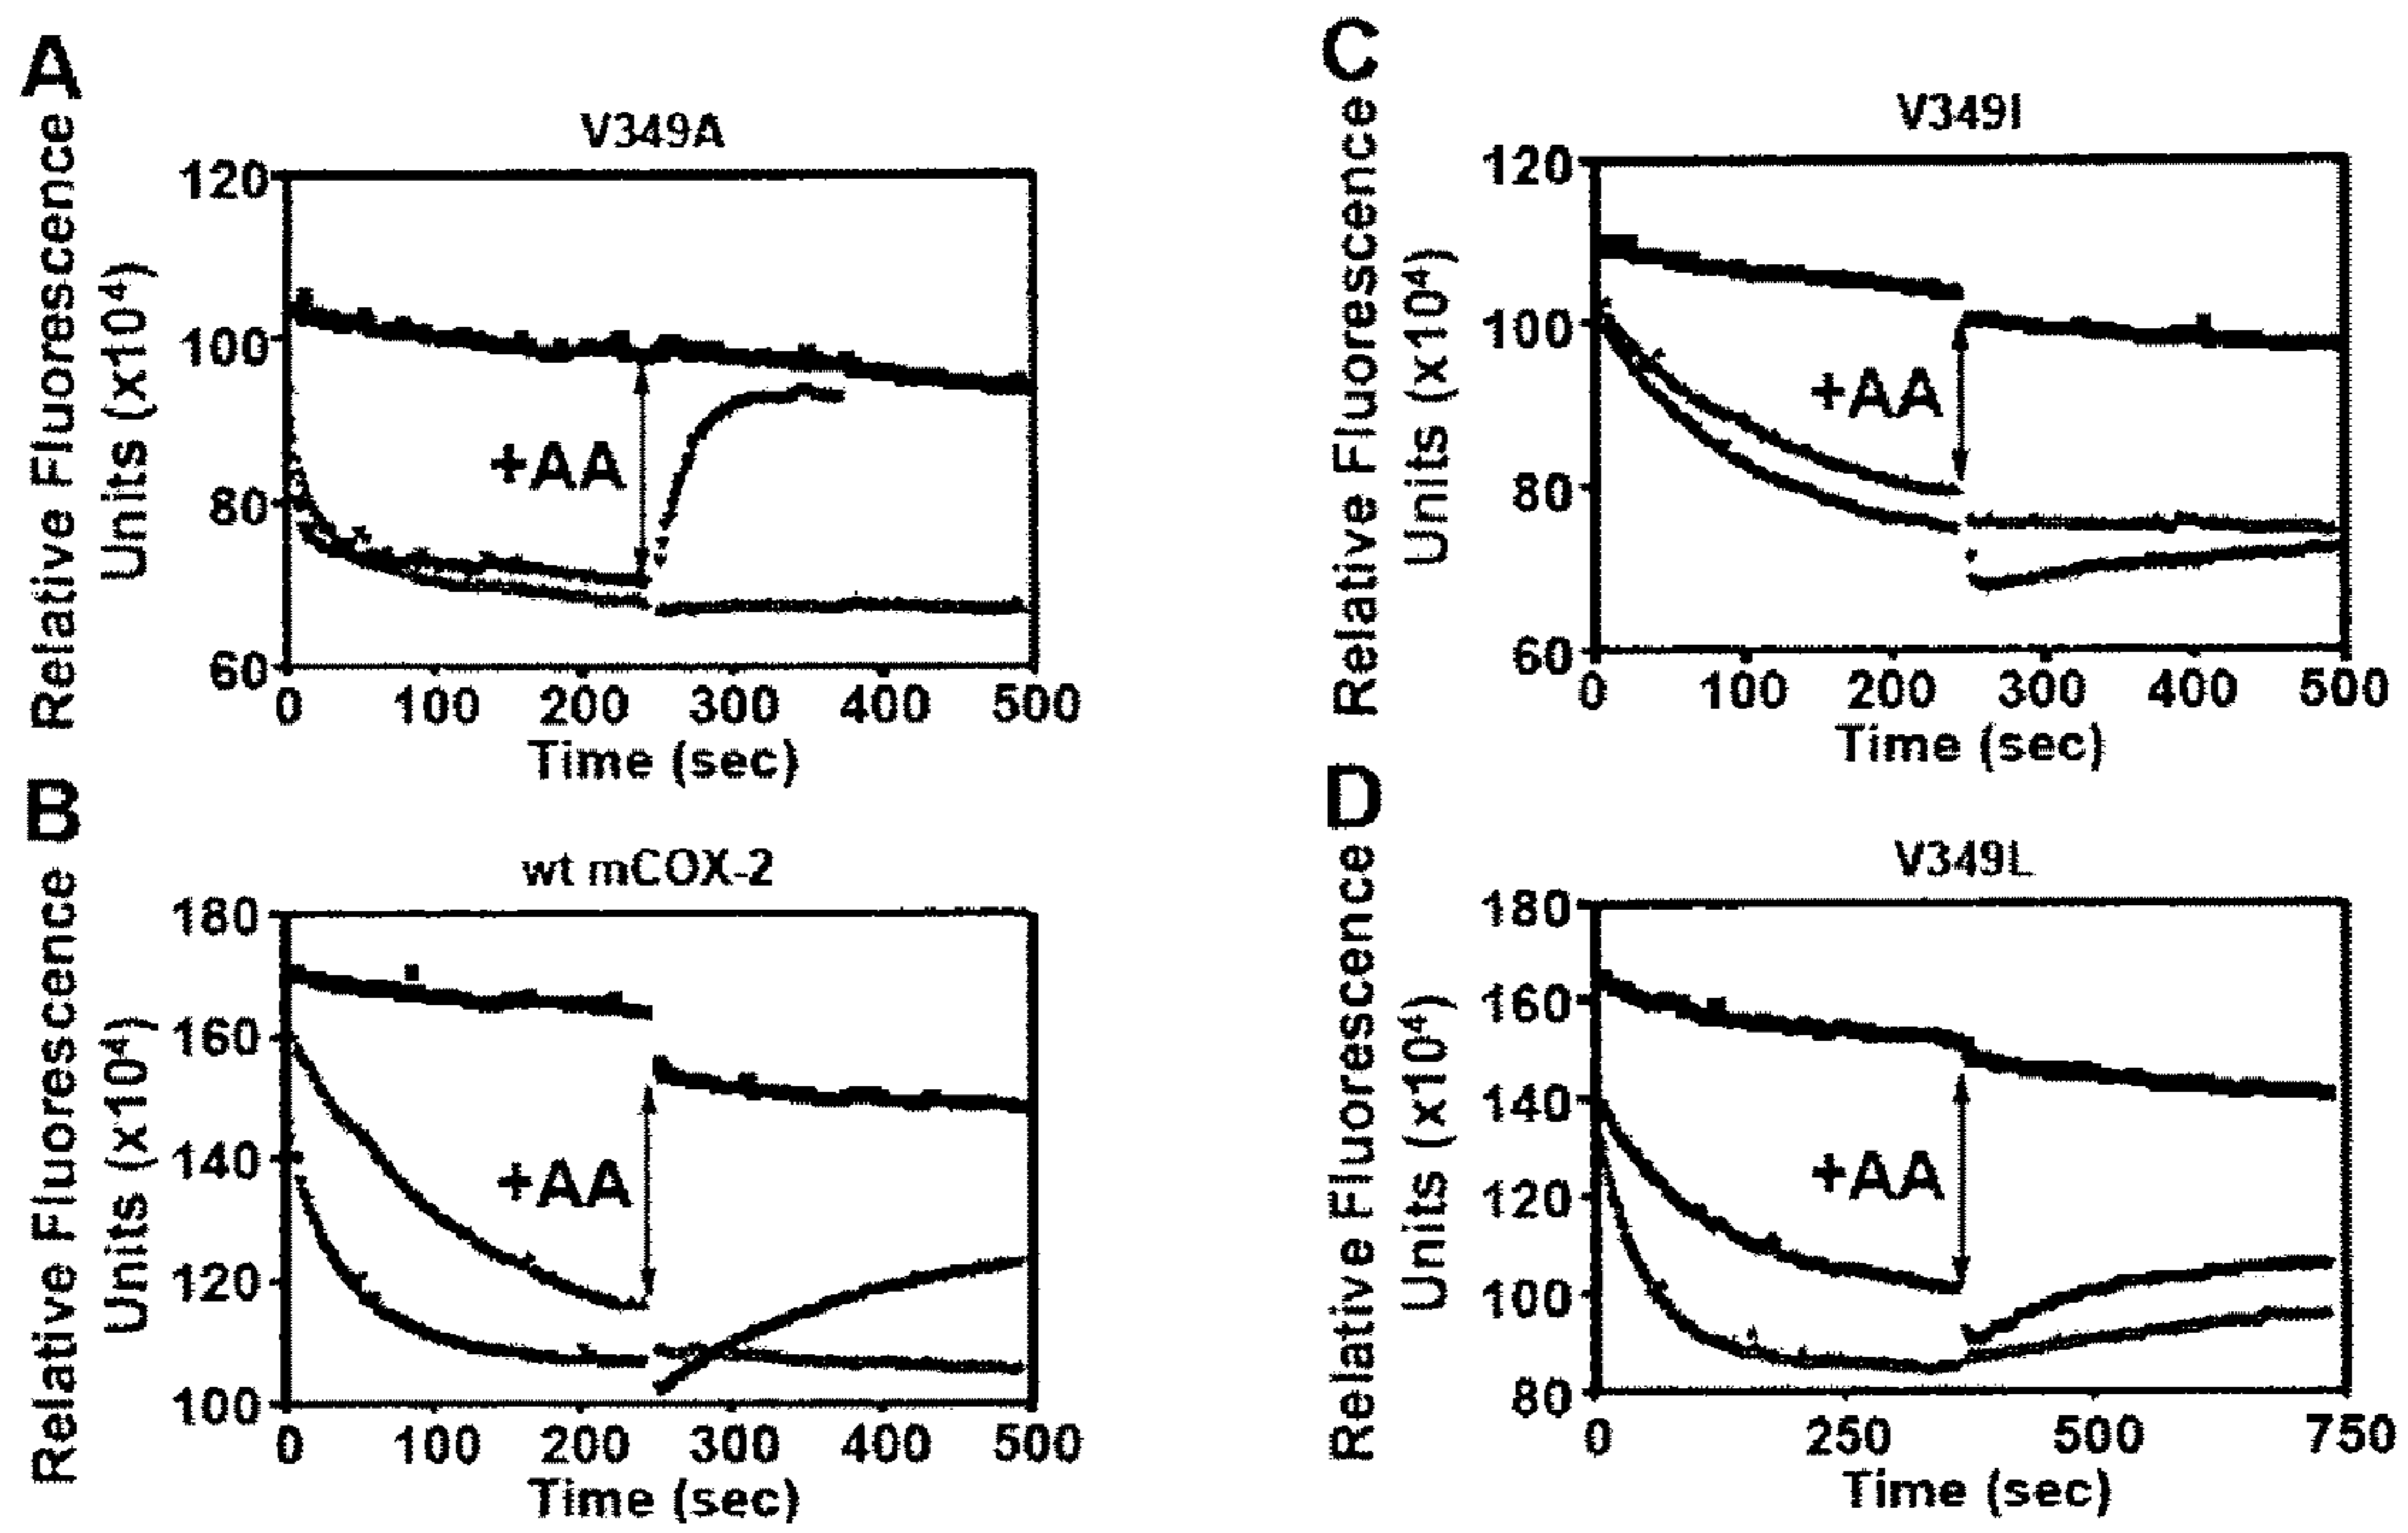 A
V349A
Relative Fluorescence
Units (x10⁴)
120
100
80
60
+AA
0 100 200 300 400 500
Time (sec)
B
wt mCOX-2
Relative Fluorescence
Units (x10⁴)
180
160
140
120
100
+AA
0 100 200 300 400 500
Time (sec)
C
V349I
Relative Fluorescence
Units (x10⁴)
120
100
80
60
+AA
0 100 200 300 400 500
Time (sec)
D
V349L
Relative Fluorescence
Units (x10⁴)
180
160
140
120
100
80
+AA
0 250 500 750
Time (sec)